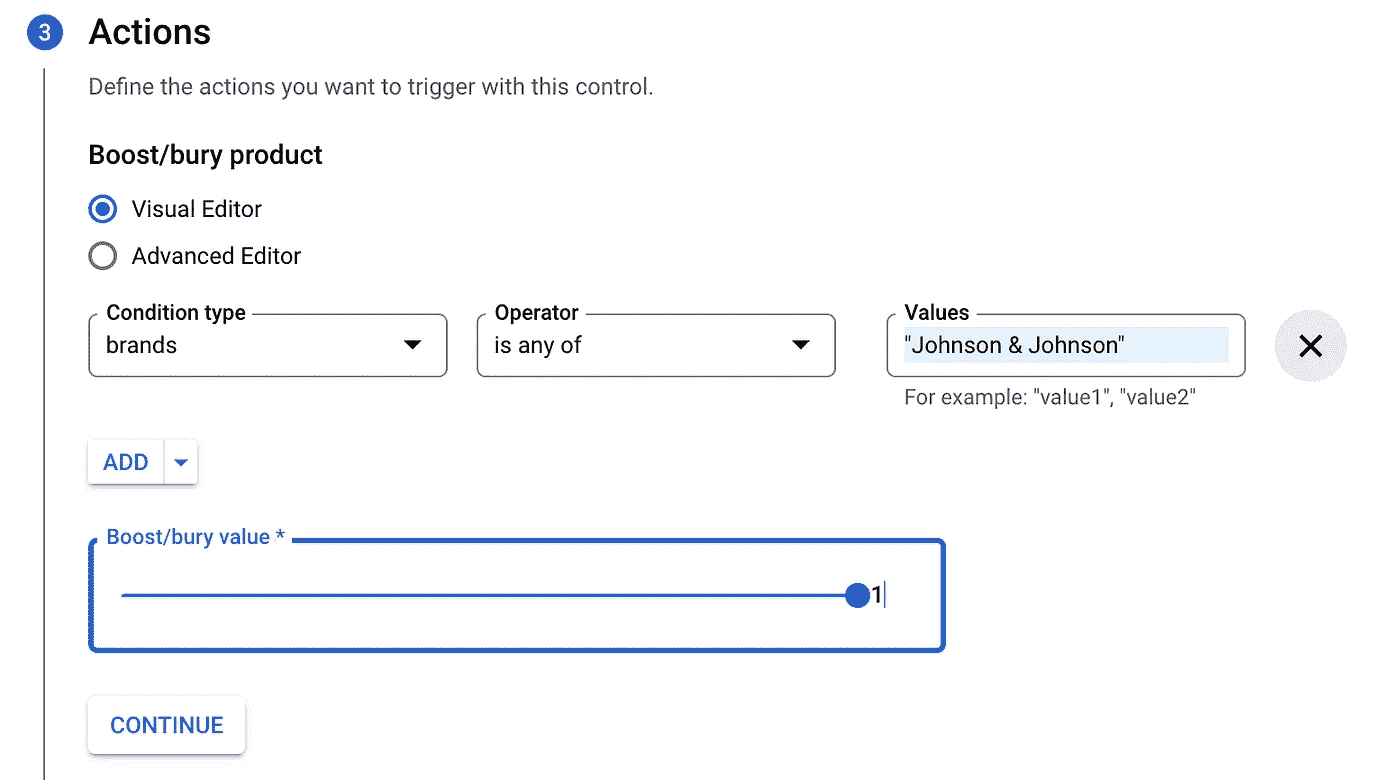 3 Actions
Define the actions you want to trigger with this control.
Boost/bury product
Visual Editor
Advanced Editor
Condition type Operator Values
brands is any of "Johnson & Johnson"
For example: "value1", "value2"
ADD
Boost/bury value *
1
CONTINUE